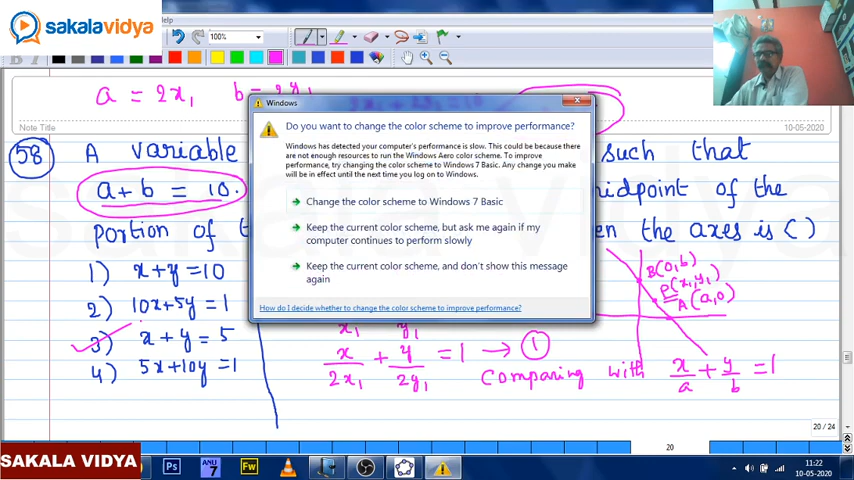 sakalavidya
Help
100%
a = 2x₁ b = 2y₁
Note Title
10-05-2020
58 A variable such that
a+b = 10. midpoint of the
portion of the axes is ( )
1) x+y=10
2) 10x+5y=1
3) x+y=5
4) 5x+10y=1
B(0,b)
P(x₁,y₁)
A(a,0)
x₁ y₁
x/2x₁ + y/2y₁ = 1 → 1
Comparing with x/a + y/b = 1
Windows
Do you want to change the color scheme to improve performance?
Windows has detected your computer's performance is slow. This could be because there
are not enough resources to run the Windows Aero color scheme. To improve
performance, try changing the color scheme to Windows 7 Basic. Any change you make
will be in effect until the next time you log on to Windows.
Change the color scheme to Windows 7 Basic
Keep the current color scheme, but ask me again if my
computer continues to perform slowly
Keep the current color scheme, and don't show this message
again
How do I decide whether to change the color scheme to improve performance?
20 / 24
20
SAKALA VIDYA
Ps
ANU 7
Fw
11:22
10-05-2020